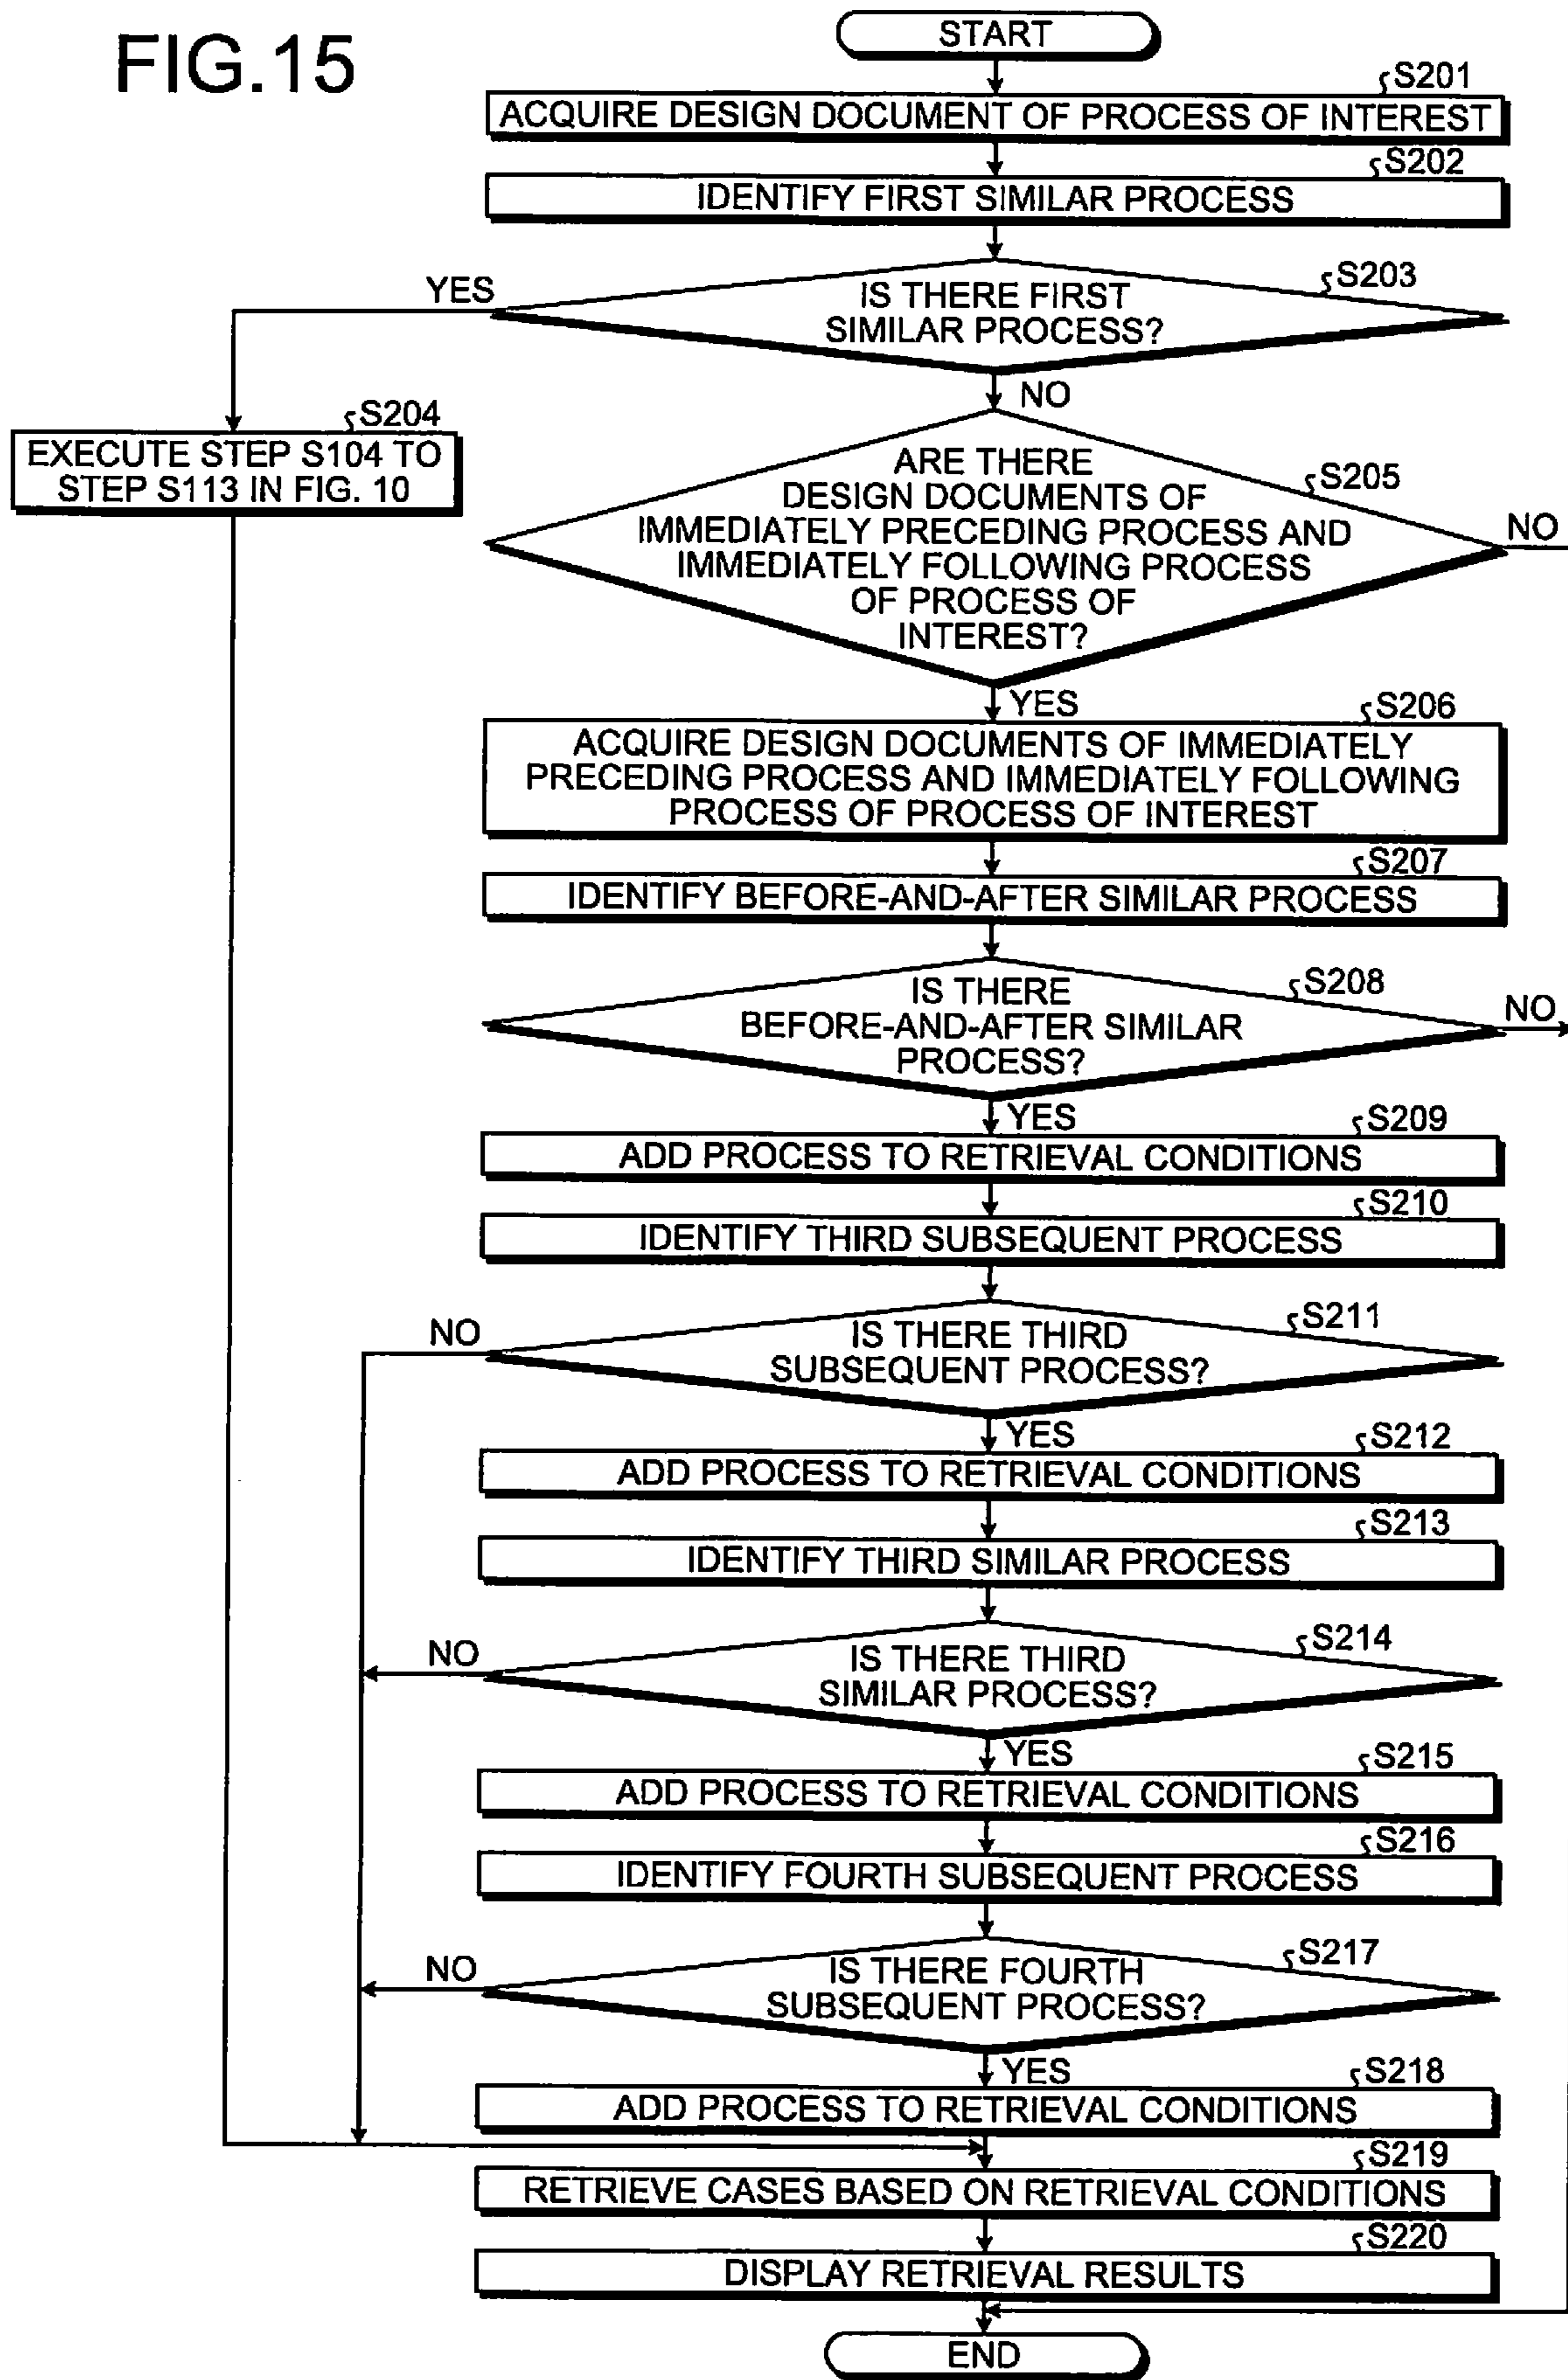 FIG.15
START
S201
ACQUIRE DESIGN DOCUMENT OF PROCESS OF INTEREST
S202
IDENTIFY FIRST SIMILAR PROCESS
S203
IS THERE FIRST
SIMILAR PROCESS?
YES
NO
S204
EXECUTE STEP S104 TO
STEP S113 IN FIG. 10
S205
ARE THERE
DESIGN DOCUMENTS OF
IMMEDIATELY PRECEDING PROCESS AND
IMMEDIATELY FOLLOWING PROCESS
OF PROCESS OF
INTEREST?
NO
YES
S206
ACQUIRE DESIGN DOCUMENTS OF IMMEDIATELY
PRECEDING PROCESS AND IMMEDIATELY FOLLOWING
PROCESS OF PROCESS OF INTEREST
S207
IDENTIFY BEFORE-AND-AFTER SIMILAR PROCESS
S208
IS THERE
BEFORE-AND-AFTER SIMILAR
PROCESS?
NO
YES
S209
ADD PROCESS TO RETRIEVAL CONDITIONS
S210
IDENTIFY THIRD SUBSEQUENT PROCESS
S211
NO
IS THERE THIRD
SUBSEQUENT PROCESS?
YES
S212
ADD PROCESS TO RETRIEVAL CONDITIONS
S213
IDENTIFY THIRD SIMILAR PROCESS
S214
NO
IS THERE THIRD
SIMILAR PROCESS?
YES
S215
ADD PROCESS TO RETRIEVAL CONDITIONS
S216
IDENTIFY FOURTH SUBSEQUENT PROCESS
S217
NO
IS THERE FOURTH
SUBSEQUENT PROCESS?
YES
S218
ADD PROCESS TO RETRIEVAL CONDITIONS
S219
RETRIEVE CASES BASED ON RETRIEVAL CONDITIONS
S220
DISPLAY RETRIEVAL RESULTS
END